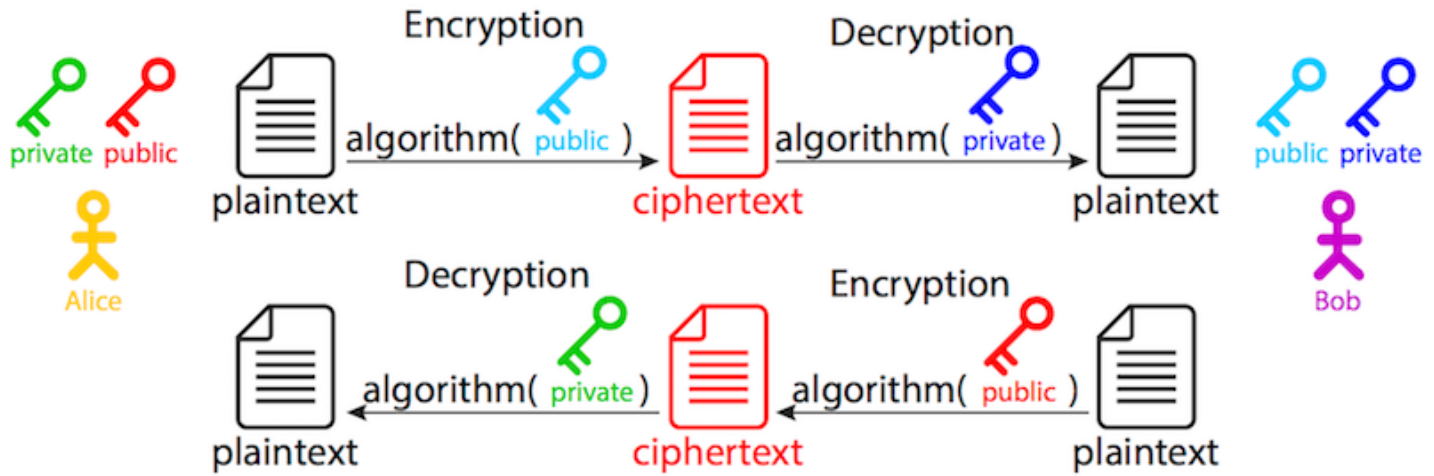 Encryption
Decryption
private public
algorithm( public )
algorithm( private )
public private
plaintext
ciphertext
plaintext
Alice
Bob
Decryption
Encryption
algorithm( private )
algorithm( public )
plaintext
ciphertext
plaintext